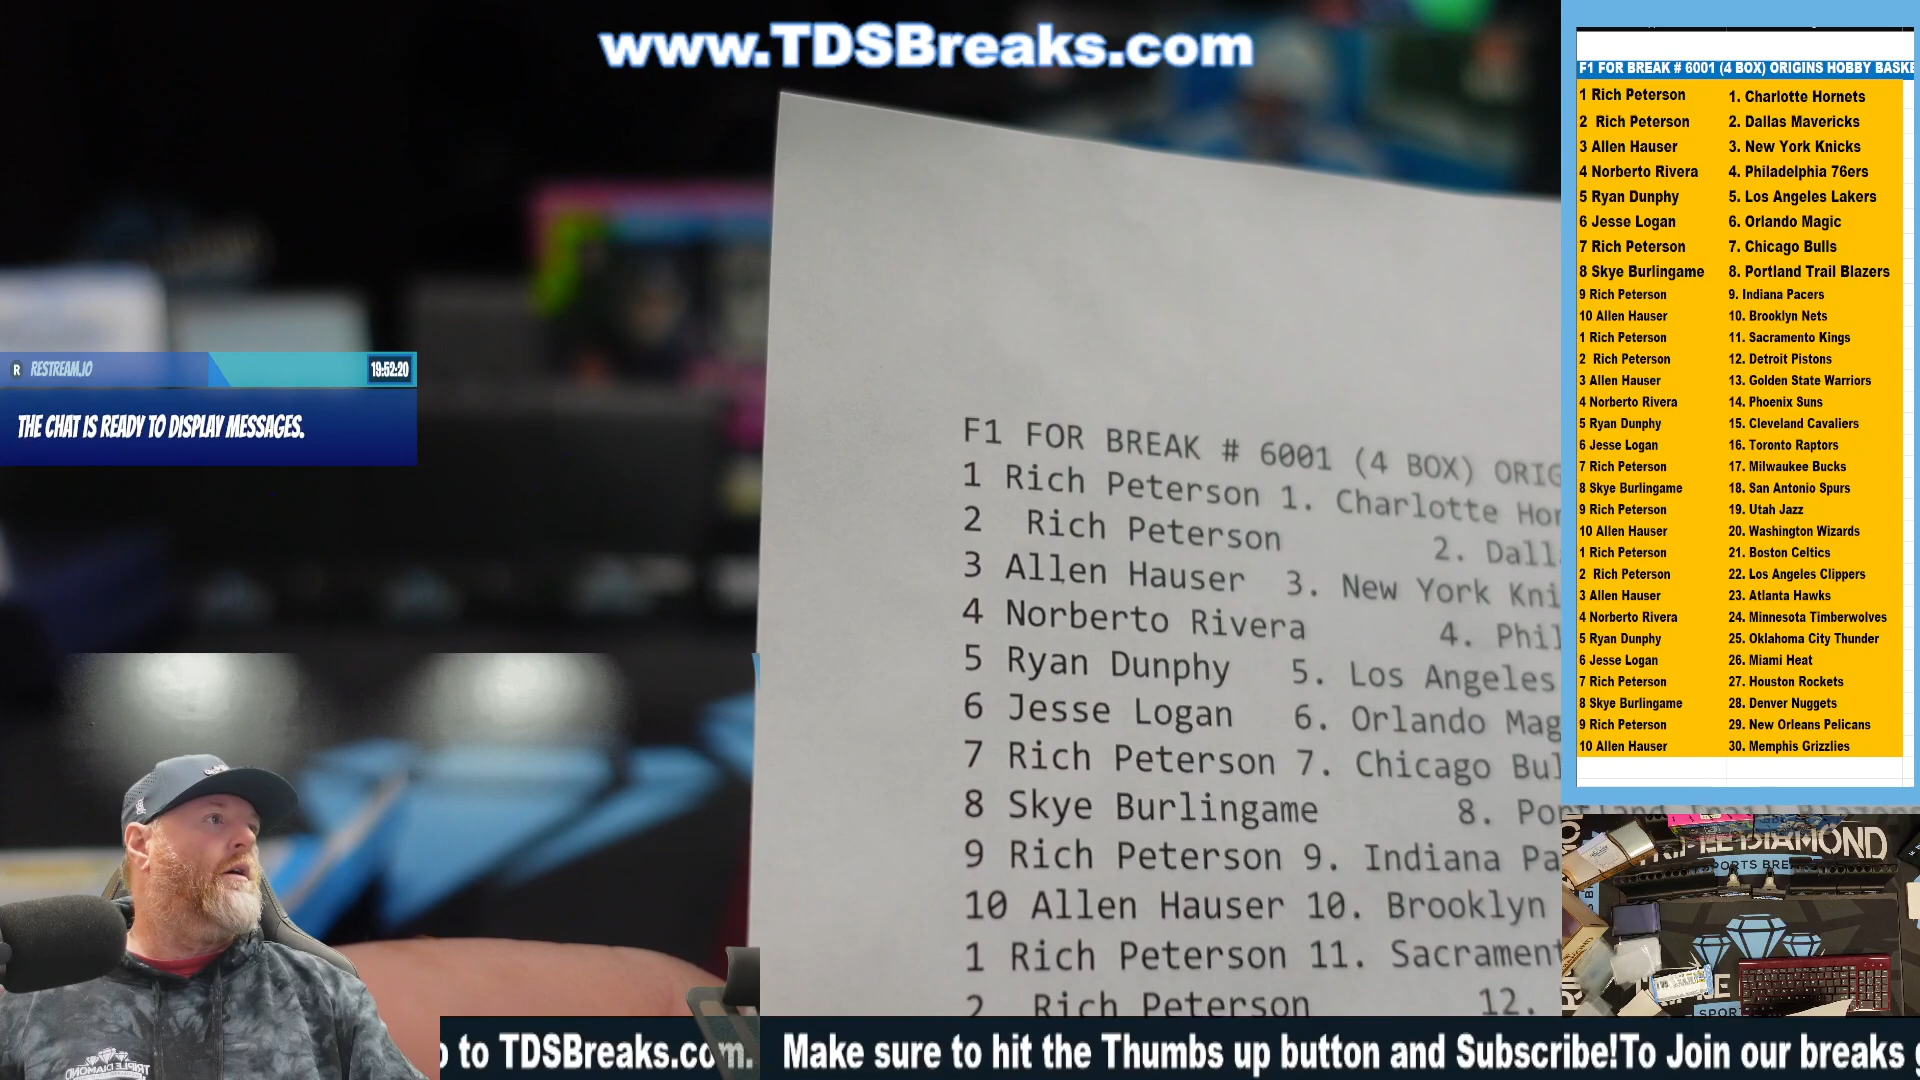 www.TDSBreaks.com
RESTREAM.IO 19:52:20
THE CHAT IS READY TO DISPLAY MESSAGES.
F1 FOR BREAK # 6001 (4 BOX) ORIG
1 Rich Peterson 1. Charlotte Hor
2 Rich Peterson 2. Dall
3 Allen Hauser 3. New York Kni
4 Norberto Rivera 4. Phil
5 Ryan Dunphy 5. Los Angeles
6 Jesse Logan 6. Orlando Mag
7 Rich Peterson 7. Chicago Bul
8 Skye Burlingame 8. Portland Trail Blazers
9 Rich Peterson 9. Indiana Pa
10 Allen Hauser 10. Brooklyn
1 Rich Peterson 11. Sacrament
2 Rich Peterson 12.
F1 FOR BREAK # 6001 (4 BOX) ORIGINS HOBBY BASKE
1 Rich Peterson 1. Charlotte Hornets
2 Rich Peterson 2. Dallas Mavericks
3 Allen Hauser 3. New York Knicks
4 Norberto Rivera 4. Philadelphia 76ers
5 Ryan Dunphy 5. Los Angeles Lakers
6 Jesse Logan 6. Orlando Magic
7 Rich Peterson 7. Chicago Bulls
8 Skye Burlingame 8. Portland Trail Blazers
9 Rich Peterson 9. Indiana Pacers
10 Allen Hauser 10. Brooklyn Nets
1 Rich Peterson 11. Sacramento Kings
2 Rich Peterson 12. Detroit Pistons
3 Allen Hauser 13. Golden State Warriors
4 Norberto Rivera 14. Phoenix Suns
5 Ryan Dunphy 15. Cleveland Cavaliers
6 Jesse Logan 16. Toronto Raptors
7 Rich Peterson 17. Milwaukee Bucks
8 Skye Burlingame 18. San Antonio Spurs
9 Rich Peterson 19. Utah Jazz
10 Allen Hauser 20. Washington Wizards
1 Rich Peterson 21. Boston Celtics
2 Rich Peterson 22. Los Angeles Clippers
3 Allen Hauser 23. Atlanta Hawks
4 Norberto Rivera 24. Minnesota Timberwolves
5 Ryan Dunphy 25. Oklahoma City Thunder
6 Jesse Logan 26. Miami Heat
7 Rich Peterson 27. Houston Rockets
8 Skye Burlingame 28. Denver Nuggets
9 Rich Peterson 29. New Orleans Pelicans
10 Allen Hauser 30. Memphis Grizzlies
TRIPLE DIAMOND
SPORTS BRE
to TDSBreaks.com. Make sure to hit the Thumbs up button and Subscribe!To Join our breaks g